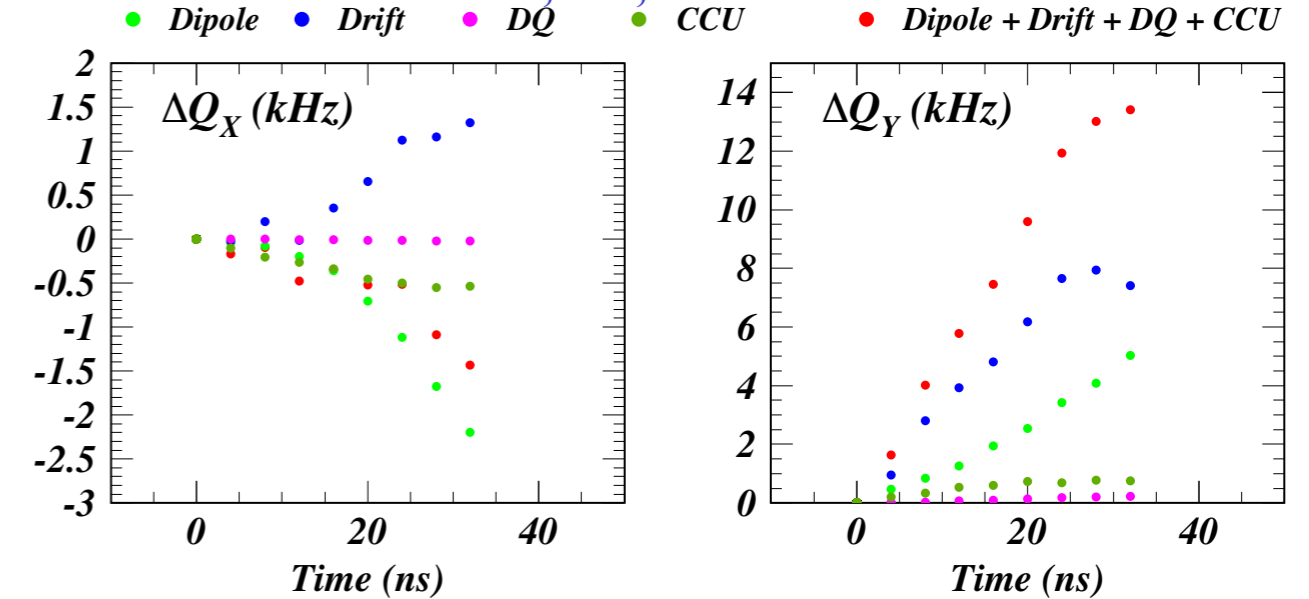 Dipole Drift DQ CCU Dipole + Drift + DQ + CCU
ΔQX (kHz)
2
1.5
1
0.5
0
-0.5
-1
-1.5
-2
-2.5
-3
0 20 40
Time (ns)
ΔQY (kHz)
14
12
10
8
6
4
2
0
0 20 40
Time (ns)